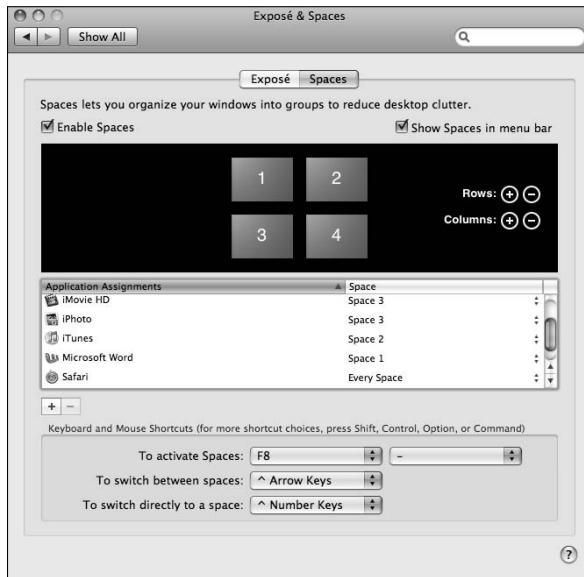 Exposé & Spaces
Show All
Exposé Spaces
Spaces lets you organize your windows into groups to reduce desktop clutter.
Enable Spaces Show Spaces in menu bar
1 2
Rows: + −
Columns: + −
3 4
Application Assignments Space
iMovie HD Space 3
iPhoto Space 3
iTunes Space 2
Microsoft Word Space 1
Safari Every Space
+ −
Keyboard and Mouse Shortcuts (for more shortcut choices, press Shift, Control, Option, or Command)
To activate Spaces: F8 –
To switch between spaces: ^ Arrow Keys
To switch directly to a space: ^ Number Keys
?